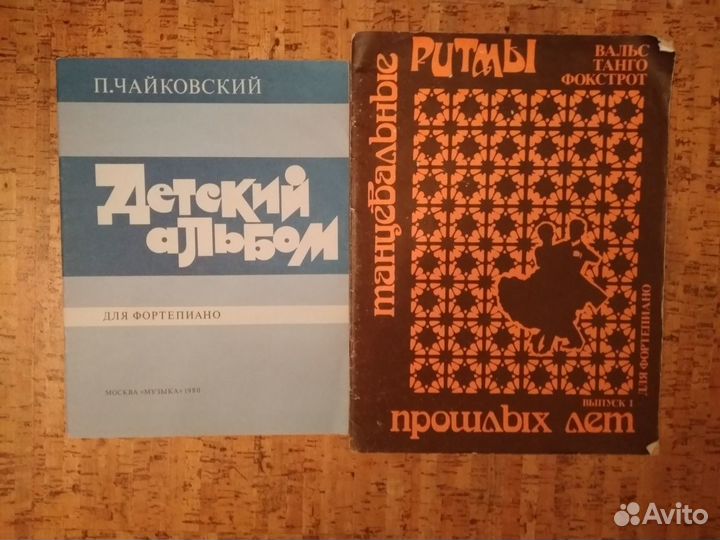 П.ЧАЙКОВСКИЙ
Детский
альбом
ДЛЯ ФОРТЕПИАНО
МОСКВА «МУЗЫКА» 1980
танцевальные
РИТМЫ
ВАЛЬС
ТАНГО
ФОКСТРОТ
ДЛЯ ФОРТЕПИАНО
ВЫПУСК 1
прошлых лет
Avito